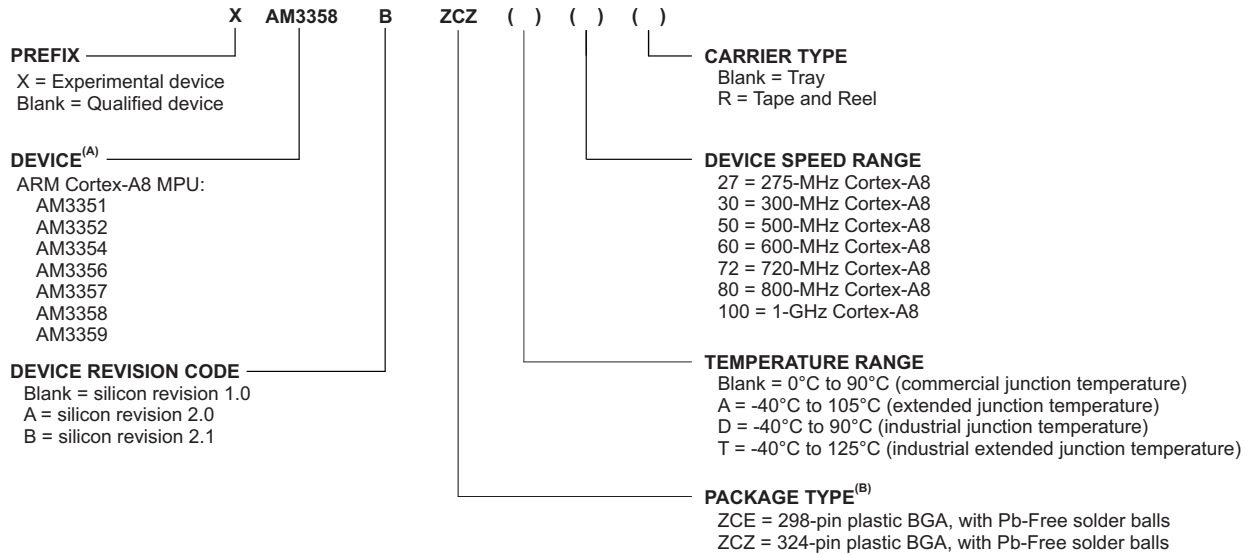 X AM3358 B ZCZ ( ) ( ) ( )
PREFIX
X = Experimental device
Blank = Qualified device
DEVICE(A)
ARM Cortex-A8 MPU:
AM3351
AM3352
AM3354
AM3356
AM3357
AM3358
AM3359
DEVICE REVISION CODE
Blank = silicon revision 1.0
A = silicon revision 2.0
B = silicon revision 2.1
CARRIER TYPE
Blank = Tray
R = Tape and Reel
DEVICE SPEED RANGE
27 = 275-MHz Cortex-A8
30 = 300-MHz Cortex-A8
50 = 500-MHz Cortex-A8
60 = 600-MHz Cortex-A8
72 = 720-MHz Cortex-A8
80 = 800-MHz Cortex-A8
100 = 1-GHz Cortex-A8
TEMPERATURE RANGE
Blank = 0°C to 90°C (commercial junction temperature)
A = -40°C to 105°C (extended junction temperature)
D = -40°C to 90°C (industrial junction temperature)
T = -40°C to 125°C (industrial extended junction temperature)
PACKAGE TYPE(B)
ZCE = 298-pin plastic BGA, with Pb-Free solder balls
ZCZ = 324-pin plastic BGA, with Pb-Free solder balls